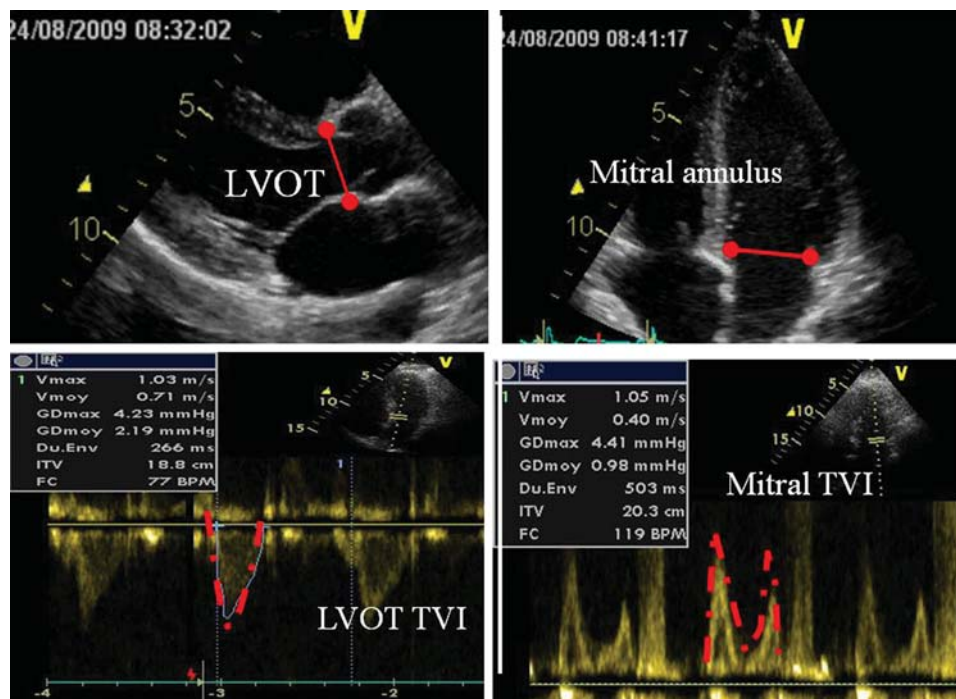 24/08/2009 08:32:02
V
5
10
LVOT
24/08/2009 08:41:17
V
5
10
Mitral annulus
1 Vmax 1.03 m/s
Vmoy 0.71 m/s
GDmax 4.23 mmHg
GDmoy 2.19 mmHg
Du.Env 266 ms
ITV 18.8 cm
FC 77 BPM
5
10
15
1
LVOT TVI
-4
-3
-2
1 Vmax 1.05 m/s
Vmoy 0.40 m/s
GDmax 4.41 mmHg
GDmoy 0.98 mmHg
Du.Env 503 ms
ITV 20.3 cm
FC 119 BPM
V
5
10
15
Mitral TVI